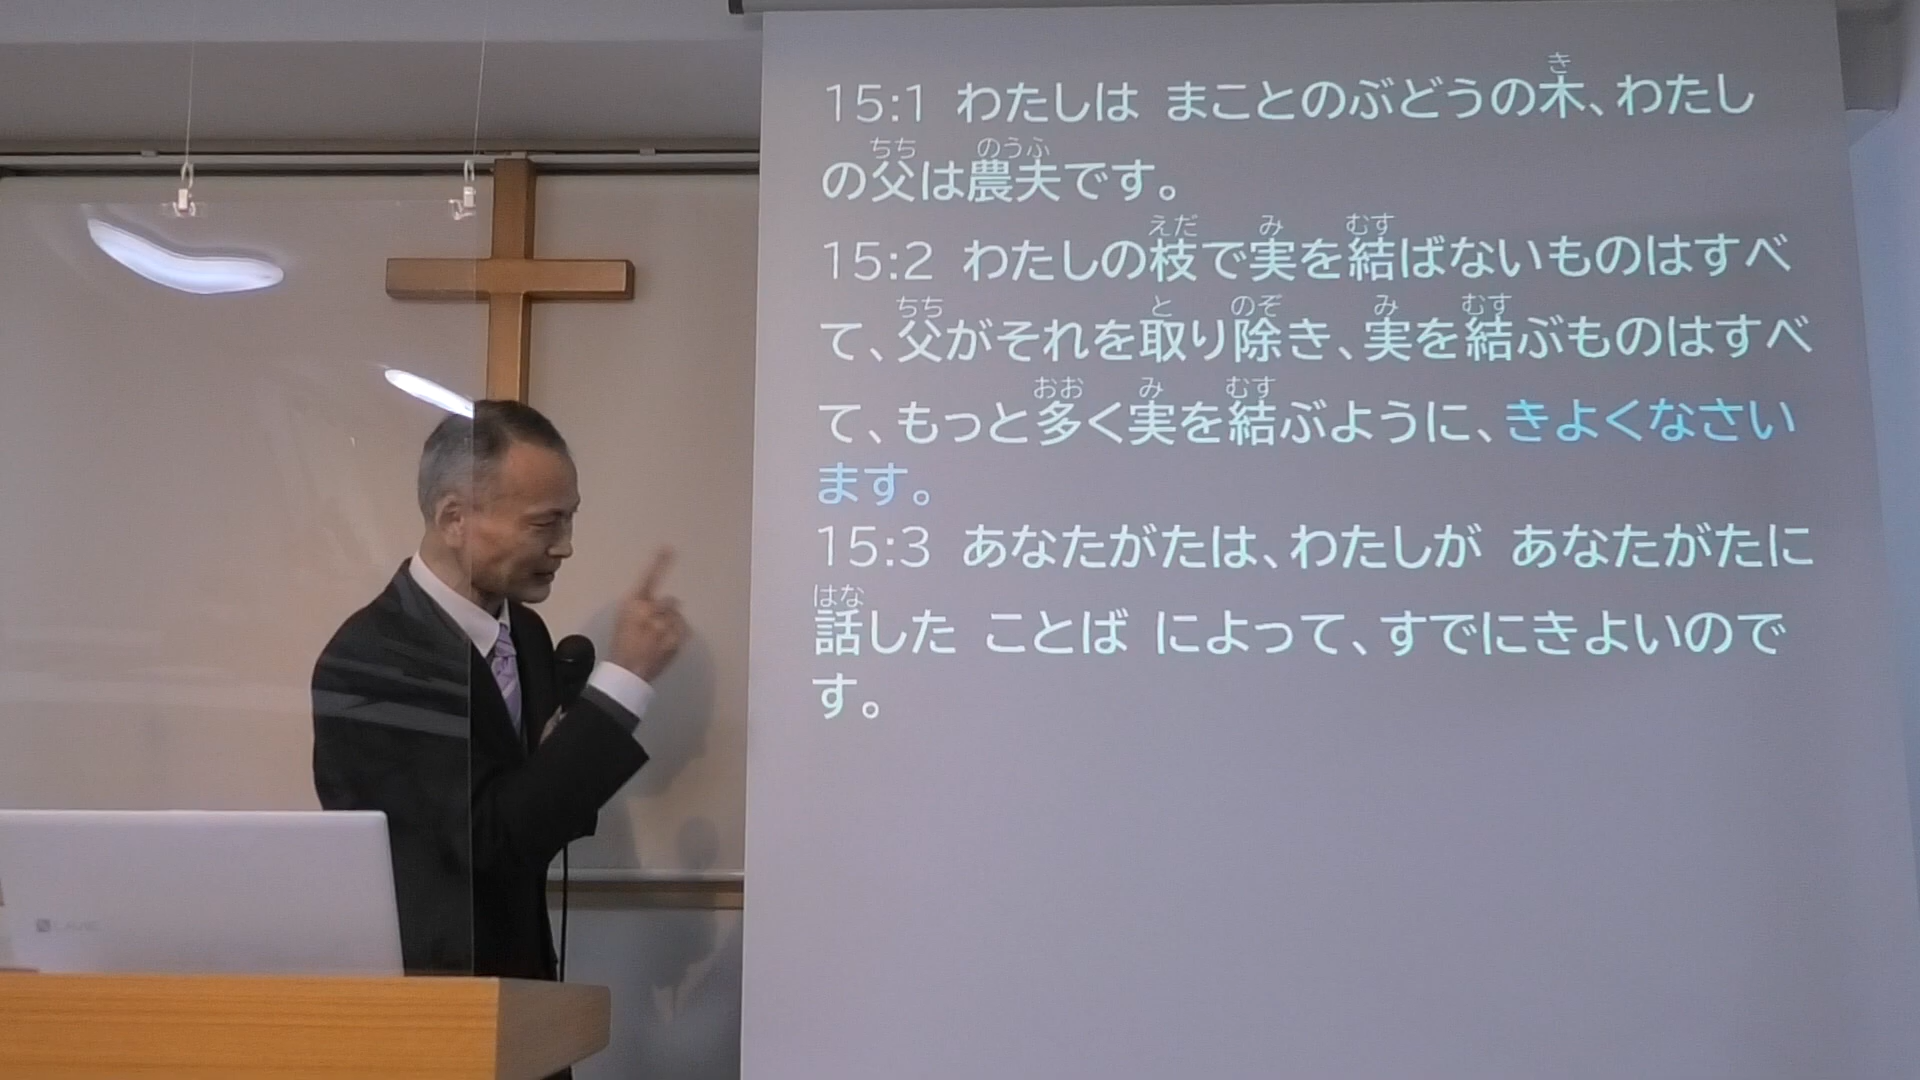 15:1 わたしは まことのぶどうの木、わたし
の父は農夫です。
15:2 わたしの枝で実を結ばないものはすべ
て、父がそれを取り除き、実を結ぶものはすべ
て、もっと多く実を結ぶように、きよくなさい
ます。
15:3 あなたがたは、わたしが あなたがたに
話した ことば によって、すでにきよいので
す。